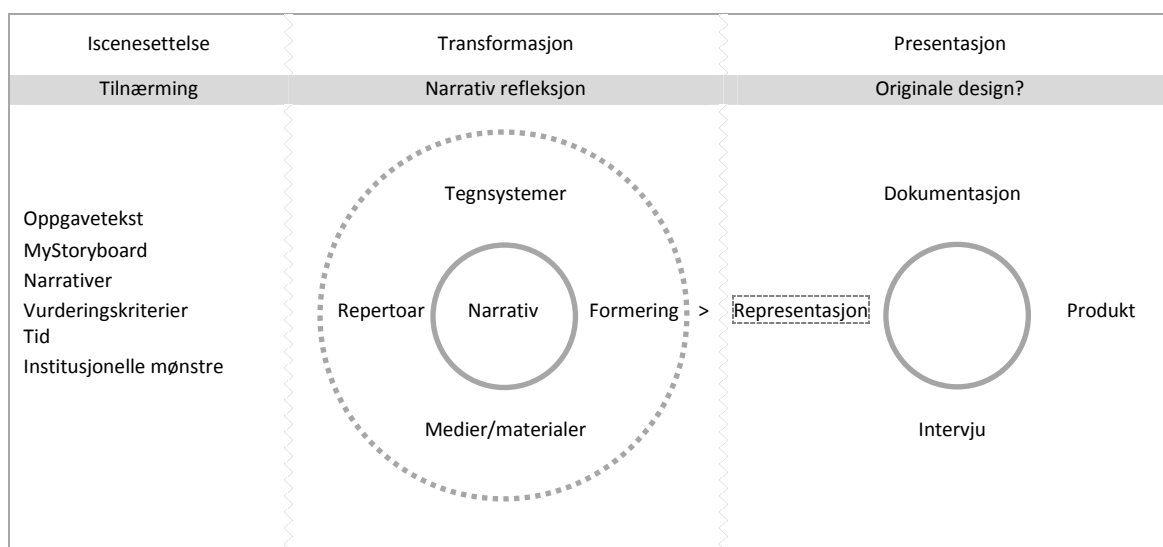 Iscenesettelse
Transformasjon
Presentasjon
Tilnærming
Narrativ refleksjon
Originale design?
Oppgavetekst
MyStoryboard
Narrativer
Vurderingskriterier
Tid
Institusjonelle mønstre
Tegnsystemer
Repertoar
Narrativ
Formering
>
Medier/materialer
Dokumentasjon
Representasjon
Produkt
Intervju